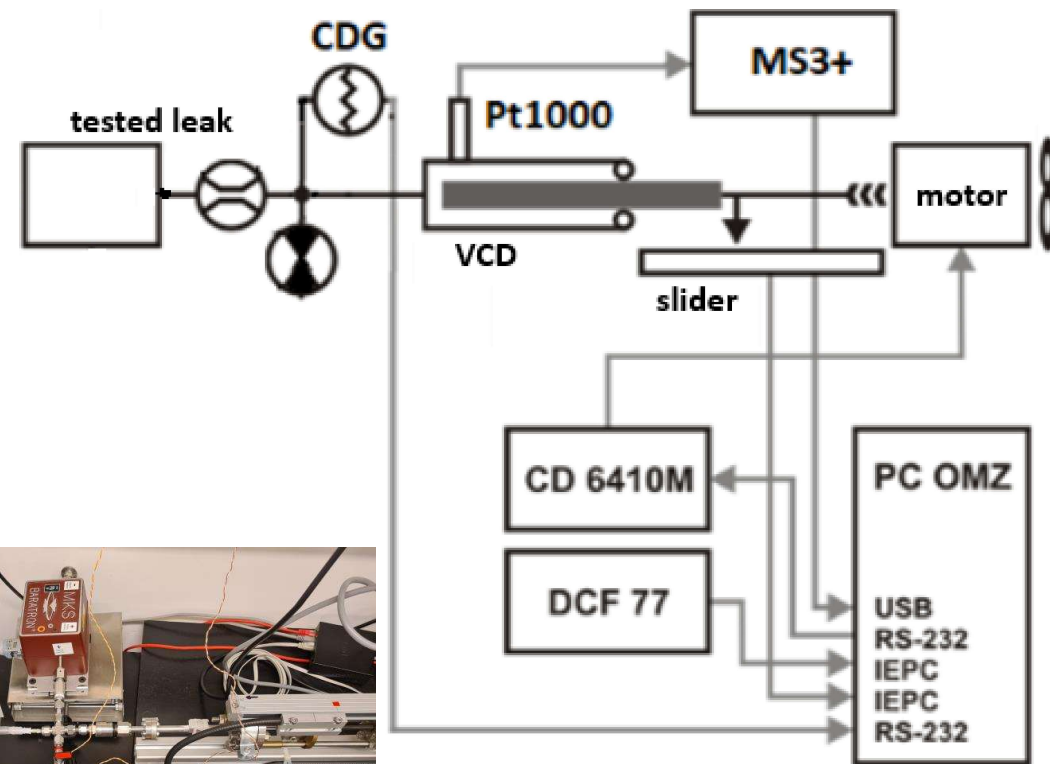 CDG
MS3+
tested leak
Pt1000
motor
VCD
slider
CD 6410M
PC OMZ
DCF 77
USB
RS-232
IEPC
IEPC
RS-232
MKS
BARATRON